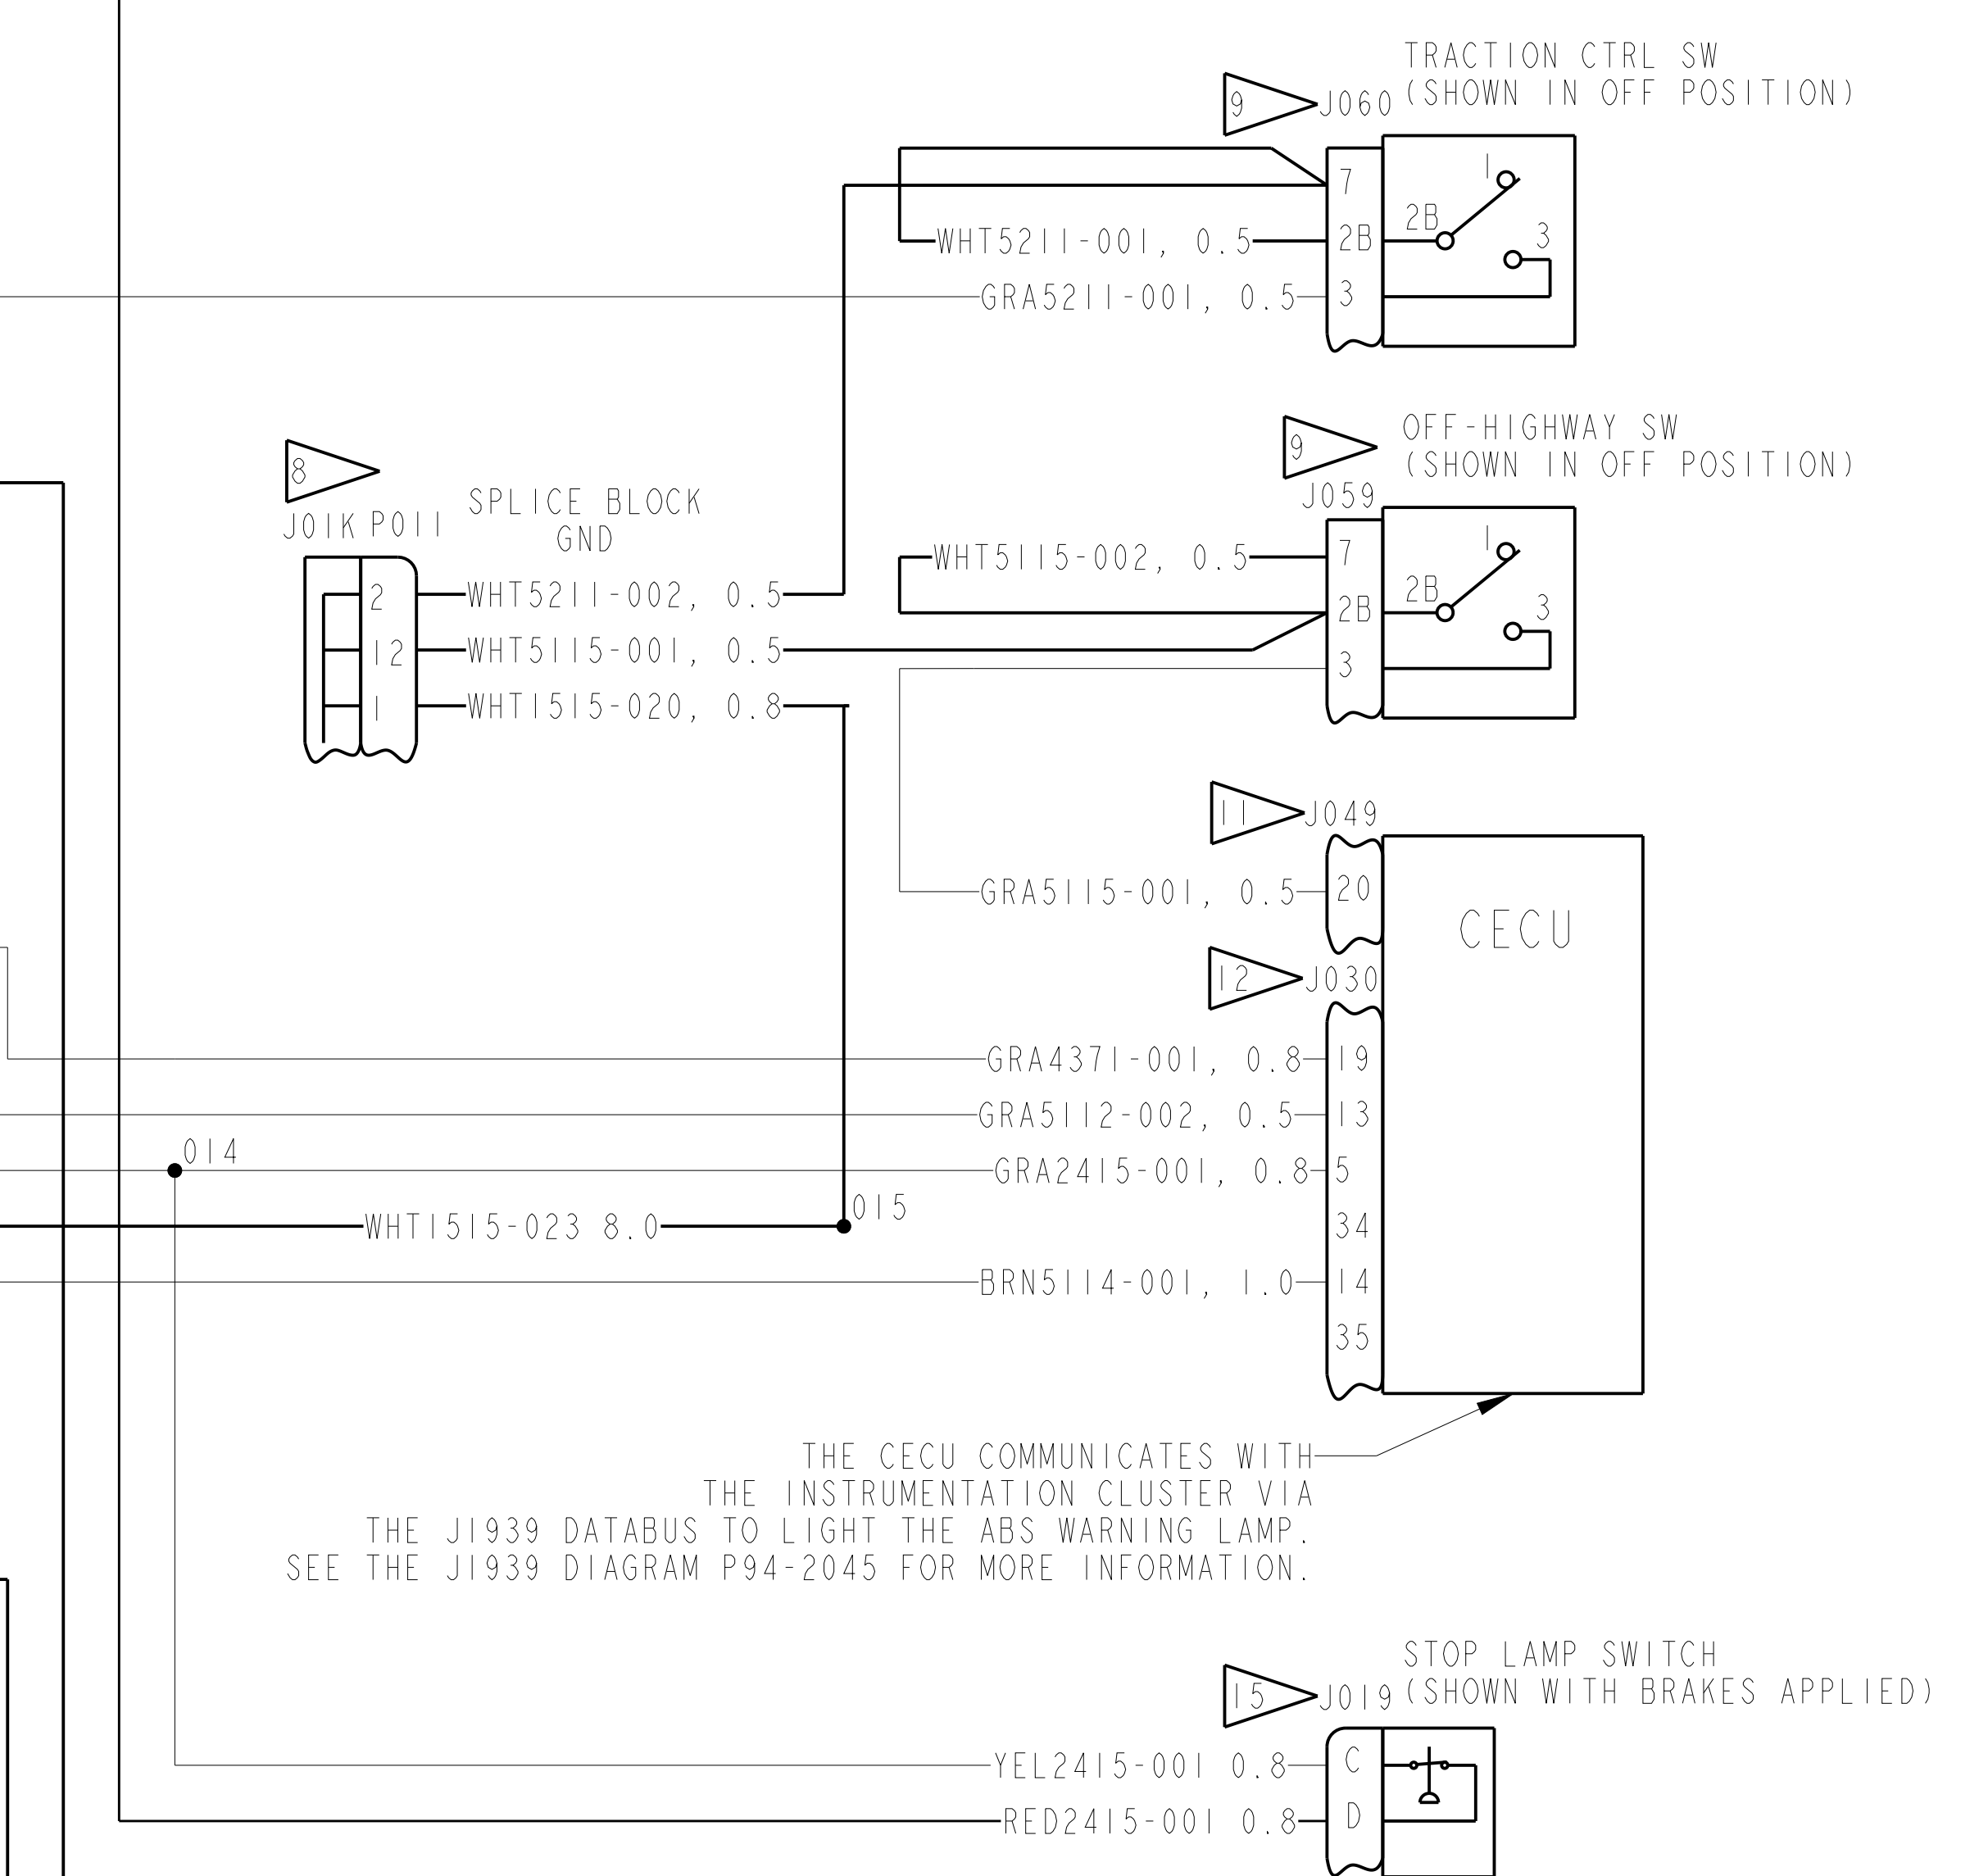 TRACTION CTRL SW
(SHOWN IN OFF POSITION)
9
J060
7
1
2B
3
WHT5211-001, 0.5
2B
GRA5211-001, 0.5
3
OFF-HIGHWAY SW
(SHOWN IN OFF POSITION)
9
J059
8
J01K P011
SPLICE BLOCK
GND
WHT5115-002, 0.5
7
1
2B
3
2
WHT5211-002, 0.5
2B
12
WHT5115-001, 0.5
3
1
WHT1515-020, 0.8
11
J049
GRA5115-001, 0.5
20
CECU
12
J030
GRA4371-001, 0.8
19
GRA5112-002, 0.5
13
014
GRA2415-001, 0.8
5
015
WHT1515-023 8.0
34
BRN5114-001, 1.0
14
35
THE CECU COMMUNICATES WITH
THE INSTRUMENTATION CLUSTER VIA
THE J1939 DATABUS TO LIGHT THE ABS WARNING LAMP.
SEE THE J1939 DIAGRAM P94-2045 FOR MORE INFORMATION.
STOP LAMP SWITCH
(SHOWN WITH BRAKES APPLIED)
15
J019
YEL2415-001 0.8
C
RED2415-001 0.8
D